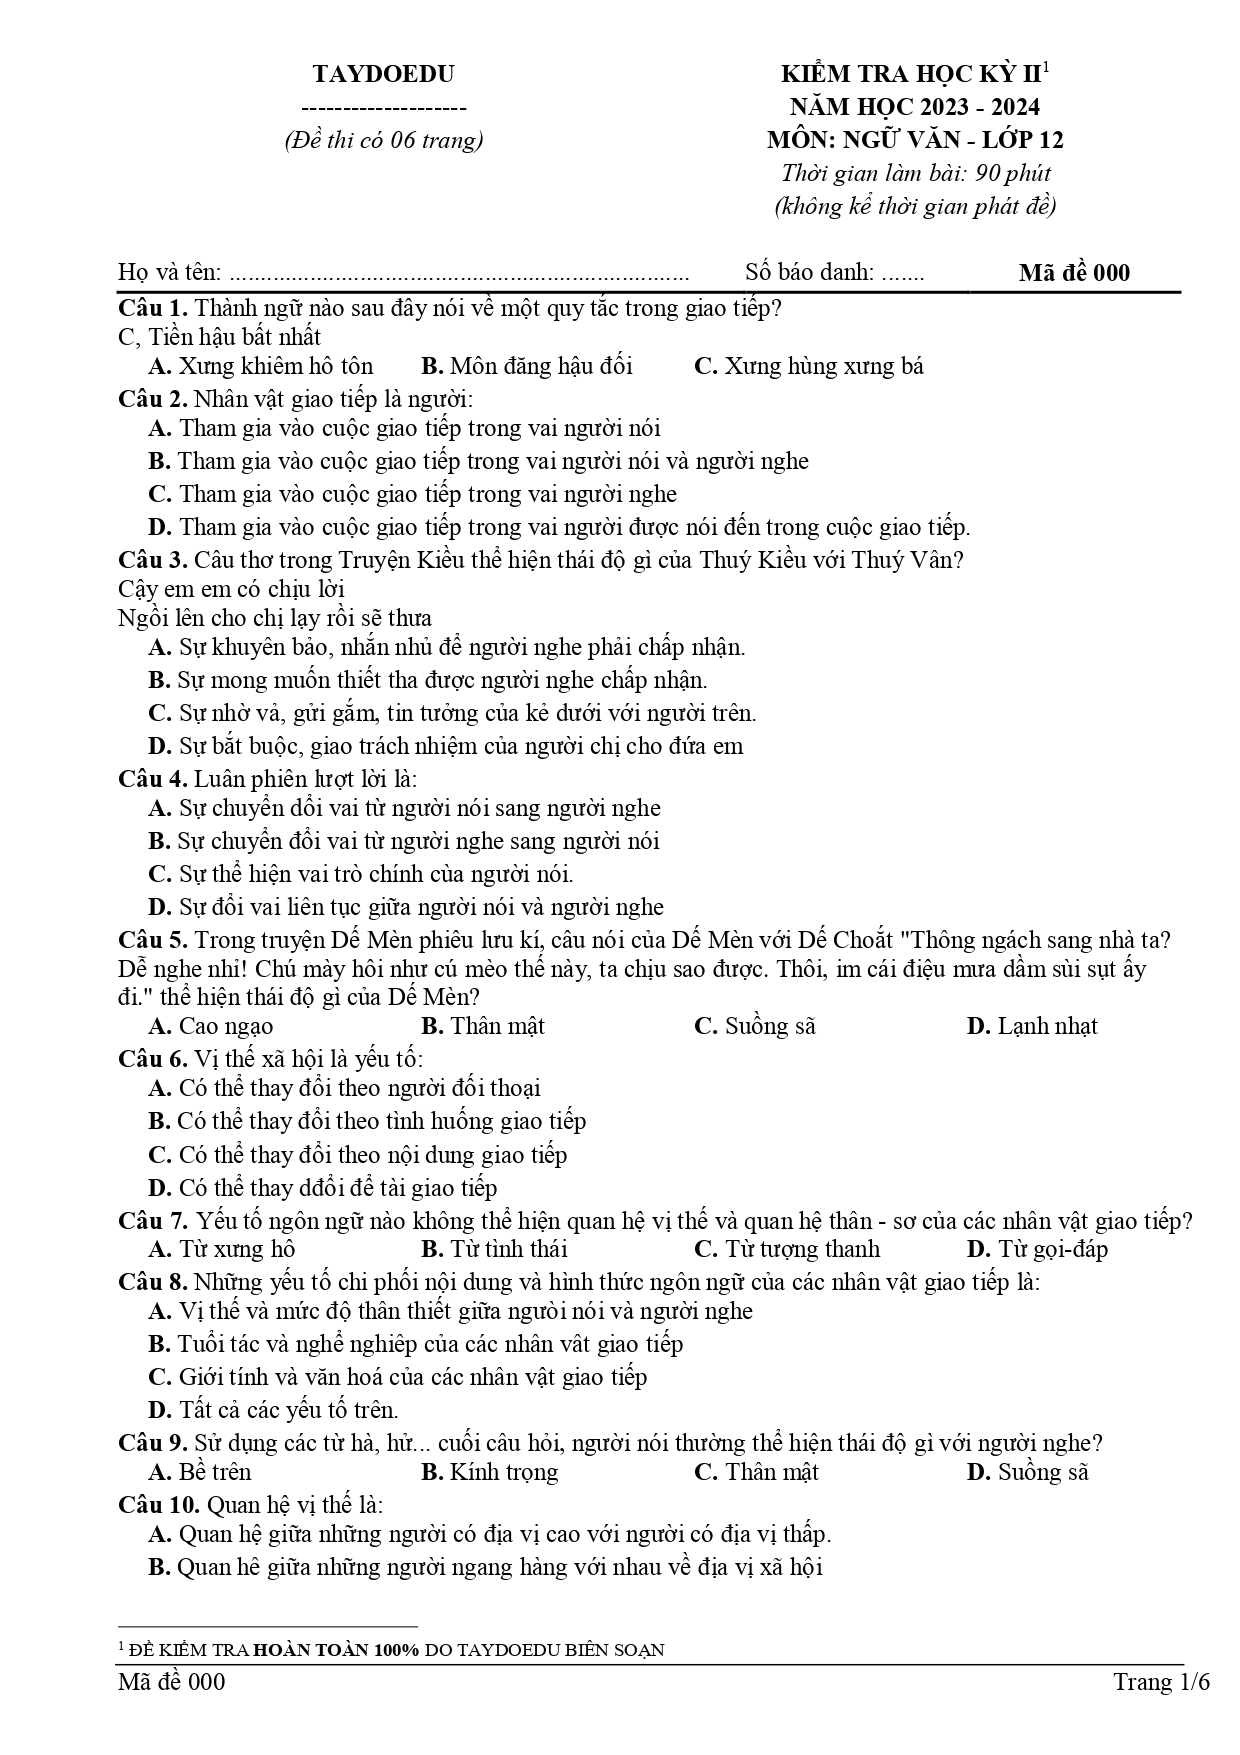 TAYDOEDU
--------------------
(Đề thi có 06 trang)
KIỂM TRA HỌC KỲ II1
NĂM HỌC 2023 - 2024
MÔN: NGỮ VĂN - LỚP 12
Thời gian làm bài: 90 phút
(không kể thời gian phát đề)
Họ và tên: ........................................................................... Số báo danh: ....... Mã đề 000
Câu 1. Thành ngữ nào sau đây nói về một quy tắc trong giao tiếp?
C, Tiền hậu bất nhất
A. Xưng khiêm hô tôn B. Môn đăng hậu đối C. Xưng hùng xưng bá
Câu 2. Nhân vật giao tiếp là người:
A. Tham gia vào cuộc giao tiếp trong vai người nói
B. Tham gia vào cuộc giao tiếp trong vai người nói và người nghe
C. Tham gia vào cuộc giao tiếp trong vai người nghe
D. Tham gia vào cuộc giao tiếp trong vai người được nói đến trong cuộc giao tiếp.
Câu 3. Câu thơ trong Truyện Kiều thể hiện thái độ gì của Thuý Kiều với Thuý Vân?
Cậy em em có chịu lời
Ngồi lên cho chị lạy rồi sẽ thưa
A. Sự khuyên bảo, nhắn nhủ để người nghe phải chấp nhận.
B. Sự mong muốn thiết tha được người nghe chấp nhận.
C. Sự nhờ vả, gửi gắm, tin tưởng của kẻ dưới với người trên.
D. Sự bắt buộc, giao trách nhiệm của người chị cho đứa em
Câu 4. Luân phiên lượt lời là:
A. Sự chuyển dổi vai từ người nói sang người nghe
B. Sự chuyển đổi vai từ người nghe sang người nói
C. Sự thể hiện vai trò chính cùa người nói.
D. Sự đổi vai liên tục giữa người nói và người nghe
Câu 5. Trong truyện Dế Mèn phiêu lưu kí, câu nói của Dế Mèn với Dế Choắt "Thông ngách sang nhà ta?
Dễ nghe nhỉ! Chú mày hôi như cú mèo thế này, ta chịu sao được. Thôi, im cái điệu mưa dầm sùi sụt ấy
đi." thể hiện thái độ gì của Dế Mèn?
A. Cao ngạo B. Thân mật C. Suồng sã D. Lạnh nhạt
Câu 6. Vị thế xã hội là yếu tố:
A. Có thể thay đổi theo người đối thoại
B. Có thể thay đổi theo tình huống giao tiếp
C. Có thể thay đổi theo nội dung giao tiếp
D. Có thể thay dđổi để tài giao tiếp
Câu 7. Yếu tố ngôn ngữ nào không thể hiện quan hệ vị thế và quan hệ thân - sơ của các nhân vật giao tiếp?
A. Từ xưng hô B. Từ tình thái C. Từ tượng thanh D. Từ gọi-đáp
Câu 8. Những yếu tố chi phối nội dung và hình thức ngôn ngữ của các nhân vật giao tiếp là:
A. Vị thế và mức độ thân thiết giữa ngưòi nói và người nghe
B. Tuổi tác và nghể nghiêp của các nhân vât giao tiếp
C. Giới tính và văn hoá của các nhân vật giao tiếp
D. Tất cả các yếu tố trên.
Câu 9. Sử dụng các từ hà, hử... cuối câu hỏi, người nói thường thể hiện thái độ gì với người nghe?
A. Bề trên B. Kính trọng C. Thân mật D. Suồng sã
Câu 10. Quan hệ vị thế là:
A. Quan hệ giữa những người có địa vị cao với người có địa vị thấp.
B. Quan hê giữa những người ngang hàng với nhau về địa vị xã hội
1 ĐỀ KIỂM TRA HOÀN TOÀN 100% DO TAYDOEDU BIÊN SOẠN
Mã đề 000 Trang 1/6